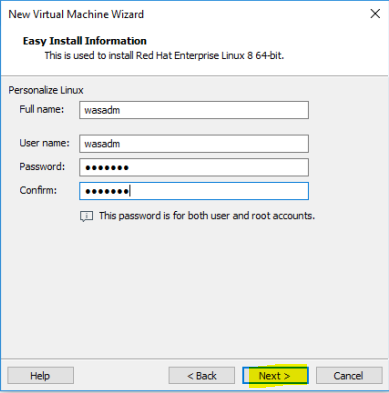 New Virtual Machine Wizard
Easy Install Information
This is used to install Red Hat Enterprise Linux 8 64-bit.
Personalize Linux
Full name: wasadm
User name: wasadm
Password: ●●●●●●●
Confirm: ●●●●●●●
This password is for both user and root accounts.
Help < Back Next > Cancel